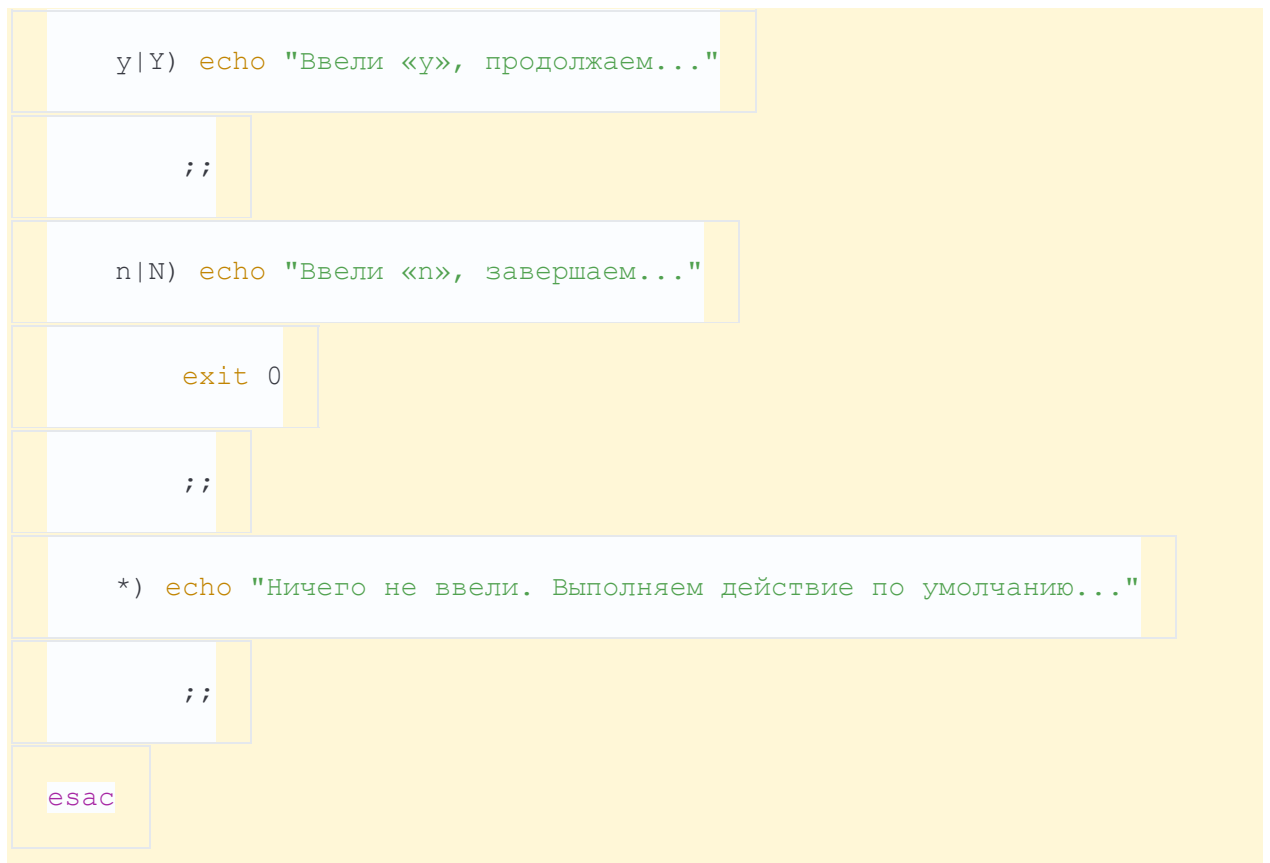 y|Y) echo "Ввели «y», продолжаем..."
;;
n|N) echo "Ввели «n», завершаем..."
exit 0
;;
*) echo "Ничего не ввели. Выполняем действие по умолчанию..."
;;
esac